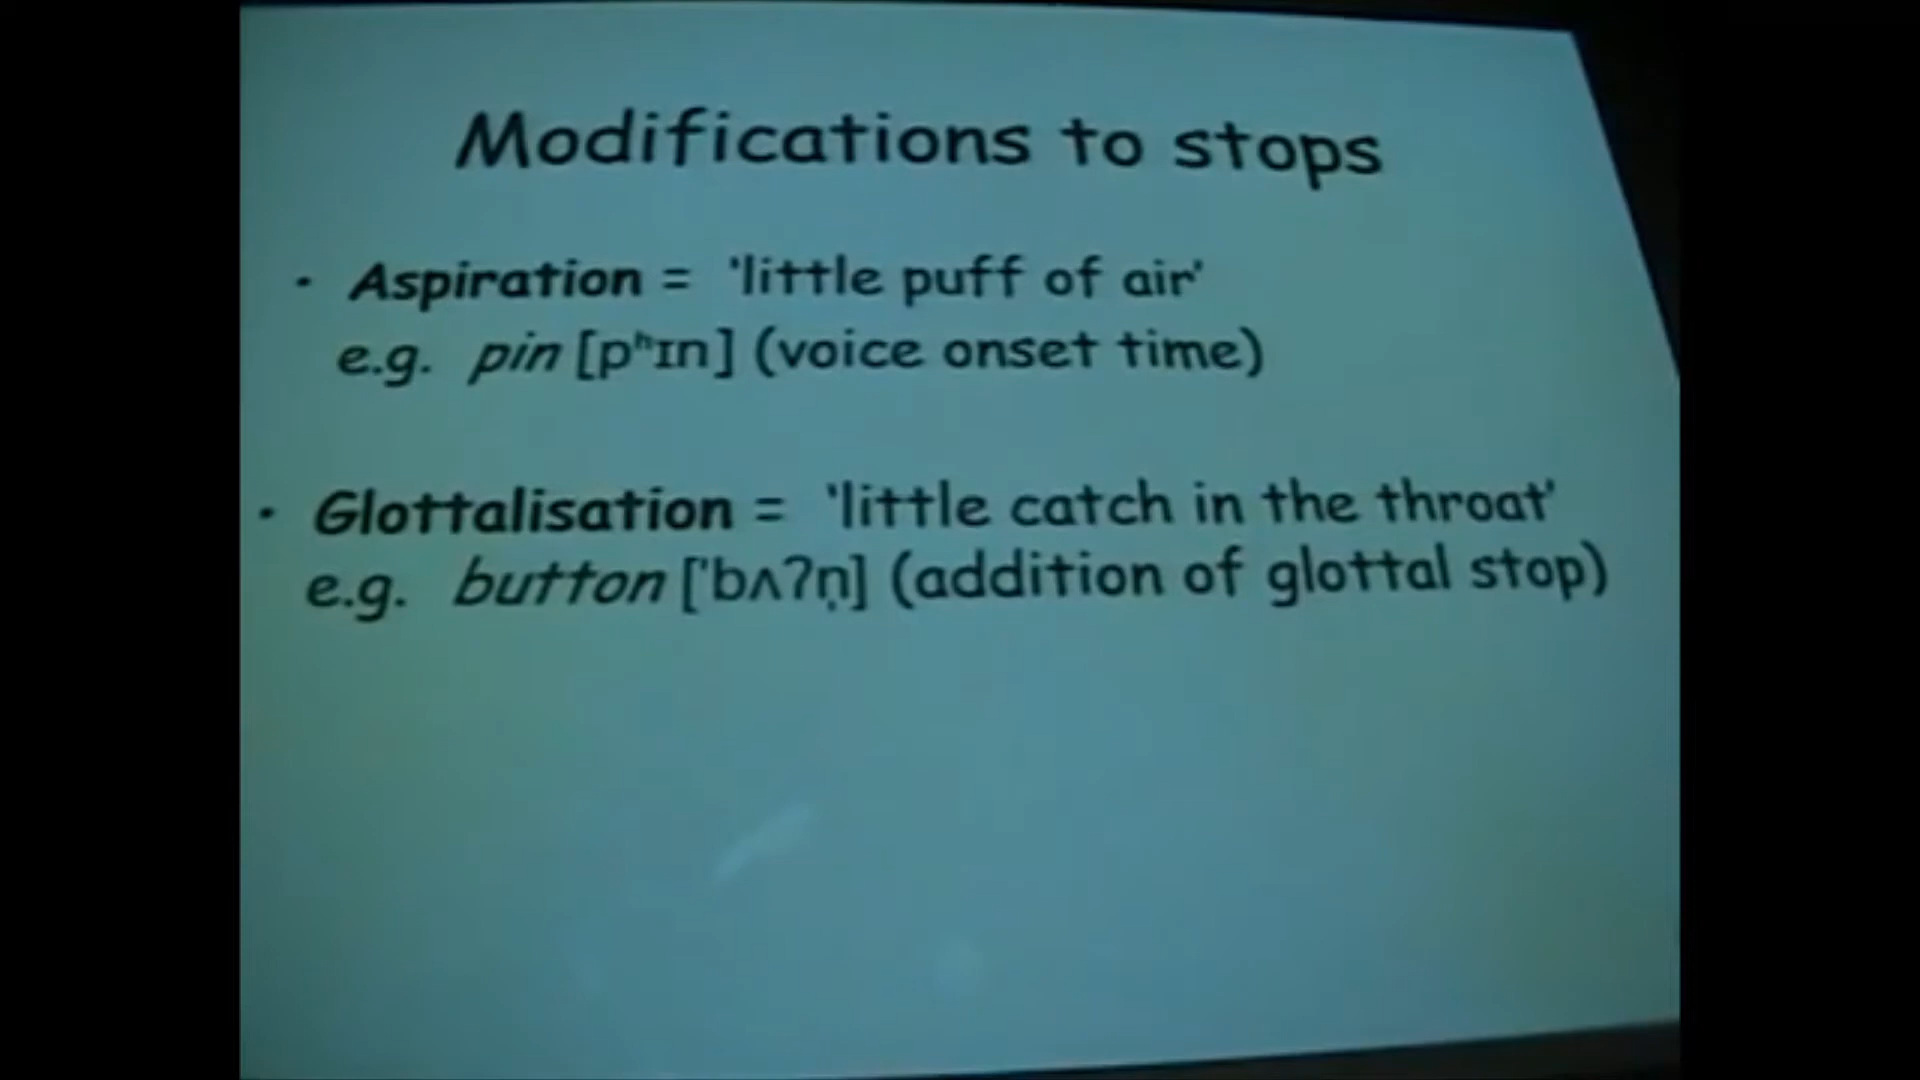 Modifications to stops
• Aspiration = 'little puff of air'
e.g. pin [pʰɪn] (voice onset time)
• Glottalisation = 'little catch in the throat'
e.g. button ['bʌʔn̩] (addition of glottal stop)